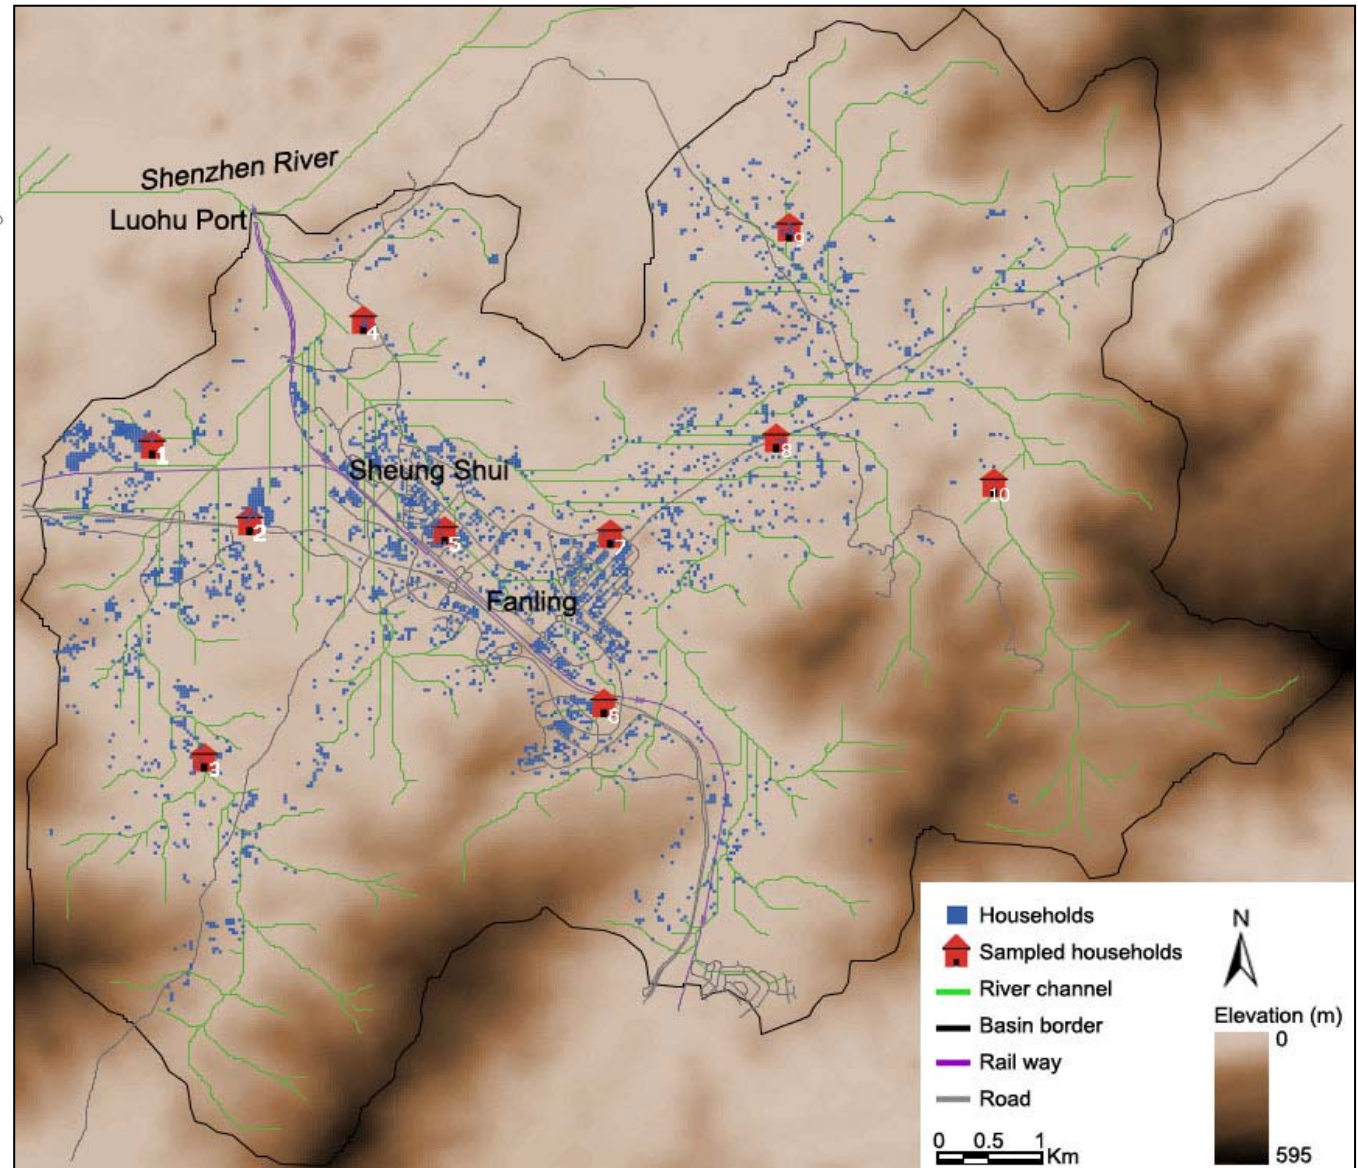 Shenzhen River
Luohu Port
9
4
1
Sheung Shui
8
10
2
5
7
Fanling
6
3
Households
Sampled households
River channel
Basin border
Rail way
Road
0 0.5 1
Km
N
Elevation (m)
0
595